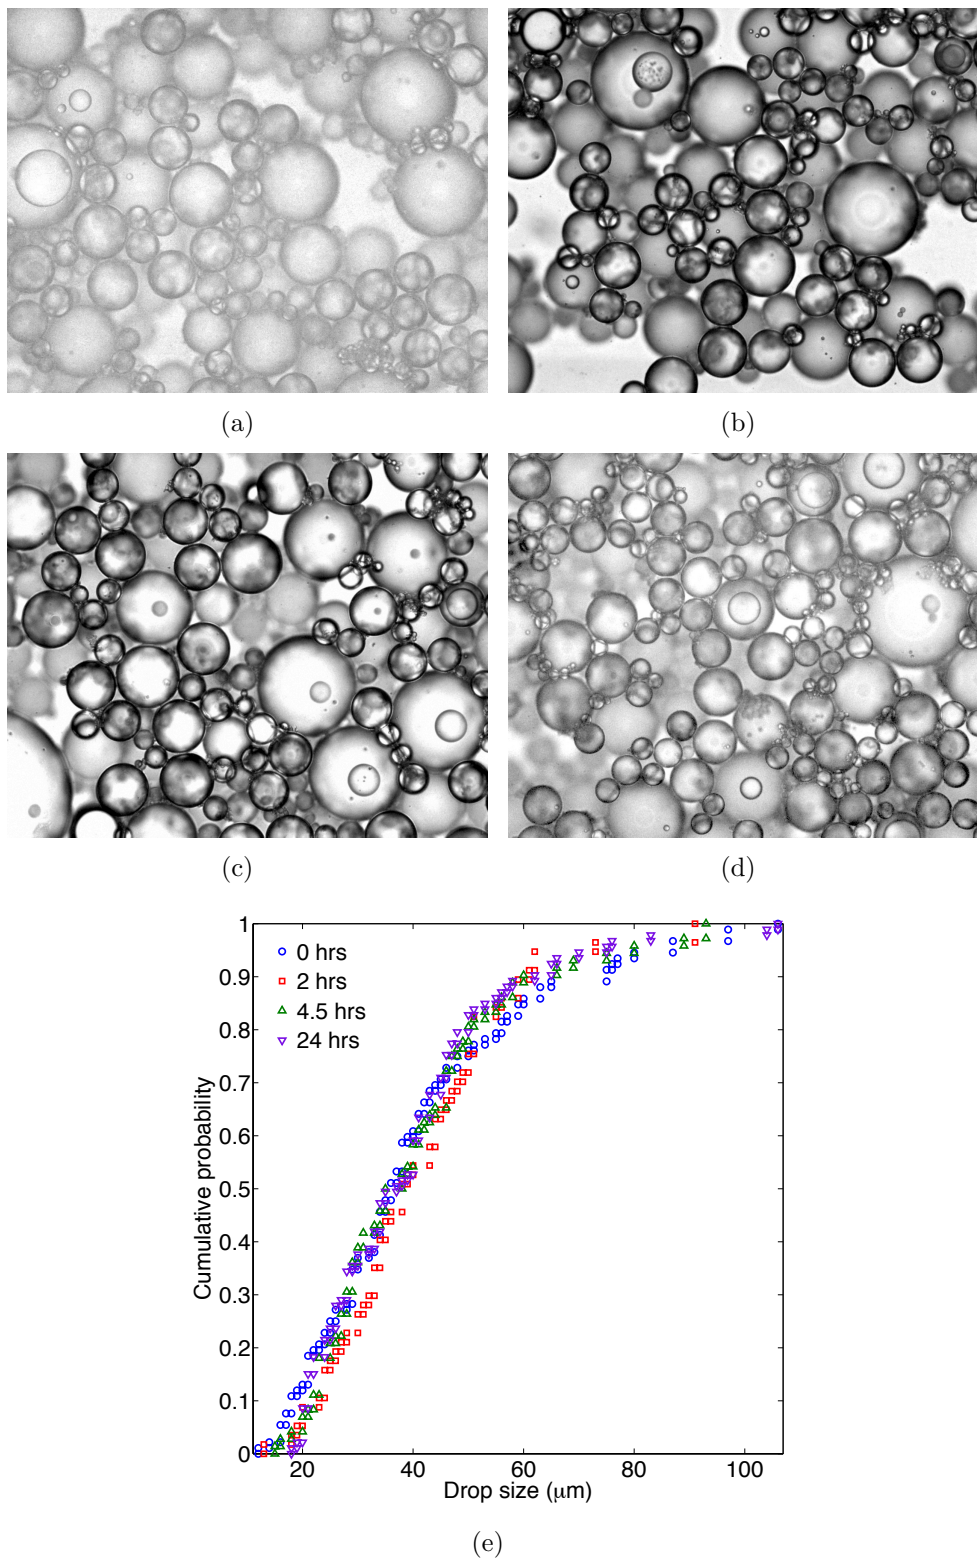 (a)
(b)
(c)
(d)
1
0.9
0.8
0.7
0.6
0.5
0.4
0.3
0.2
0.1
0
Cumulative probability
0 hrs
2 hrs
4.5 hrs
24 hrs
20 40 60 80 100
Drop size (μm)
(e)